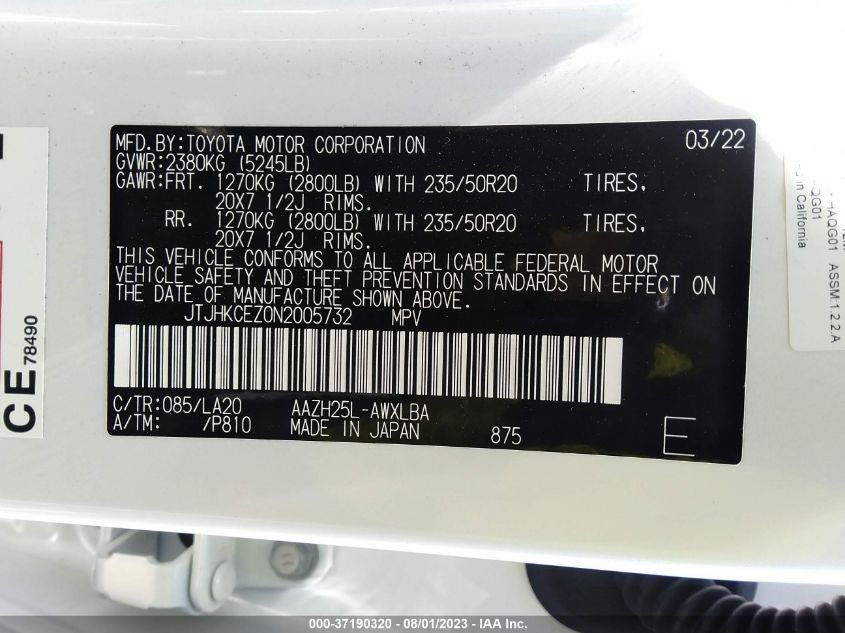 MFD.BY:TOYOTA MOTOR CORPORATION 03/22
GVWR:2380KG (5245LB)
GAWR:FRT. 1270KG (2800LB) WITH 235/50R20 TIRES,
20X7 1/2J RIMS.
RR. 1270KG (2800LB) WITH 235/50R20 TIRES,
20X7 1/2J RIMS.
THIS VEHICLE CONFORMS TO ALL APPLICABLE FEDERAL MOTOR
VEHICLE SAFETY AND THEFT PREVENTION STANDARDS IN EFFECT ON
THE DATE OF MANUFACTURE SHOWN ABOVE.
JTJHKCEZ0N2005732 MPV
C/TR:085/LA20 AAZH25L-AWXLBA
A/TM: /P810 MADE IN JAPAN 875 E
CE 78490
HAQG01 ASSM.1.2.2.A
QG01
in California
000-37190320 - 08/01/2023 - IAA Inc.